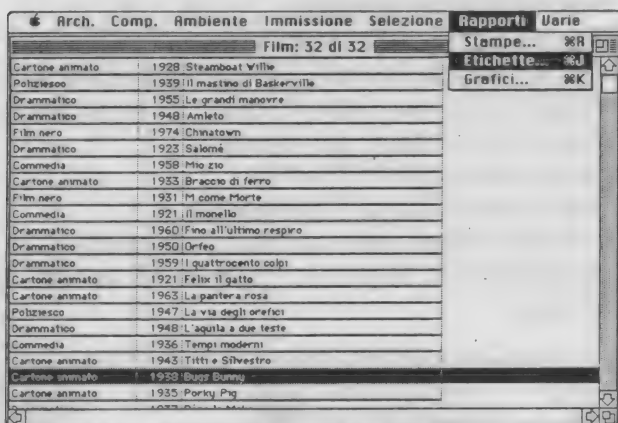 Arch. Comp. Ambiente Immissione Selezione Rapporti Varie
Film: 32 di 32
Stampe... ⌘R
Etichette... ⌘J
Grafici... ⌘K
Cartone animato 1928 Steamboat Willie
Poliziesco 1939 Il mastino di Baskerville
Drammatico 1955 Le grandi manovre
Drammatico 1948 Amleto
Film nero 1974 Chinatown
Drammatico 1923 Salomé
Commedia 1958 Mio zio
Cartone animato 1933 Braccio di ferro
Film nero 1931 M come Morte
Commedia 1921 Il monello
Drammatico 1960 Fino all'ultimo respiro
Drammatico 1950 Orfeo
Drammatico 1959 I quattrocento colpi
Cartone animato 1921 Felix il gatto
Cartone animato 1963 La pantera rosa
Poliziesco 1947 La via degli orefici
Drammatico 1948 L'aquila a due teste
Commedia 1936 Tempi moderni
Cartone animato 1943 Titti e Silvestro
Cartone animato 1938 Bugs Bunny
Cartone animato 1935 Porky Pig